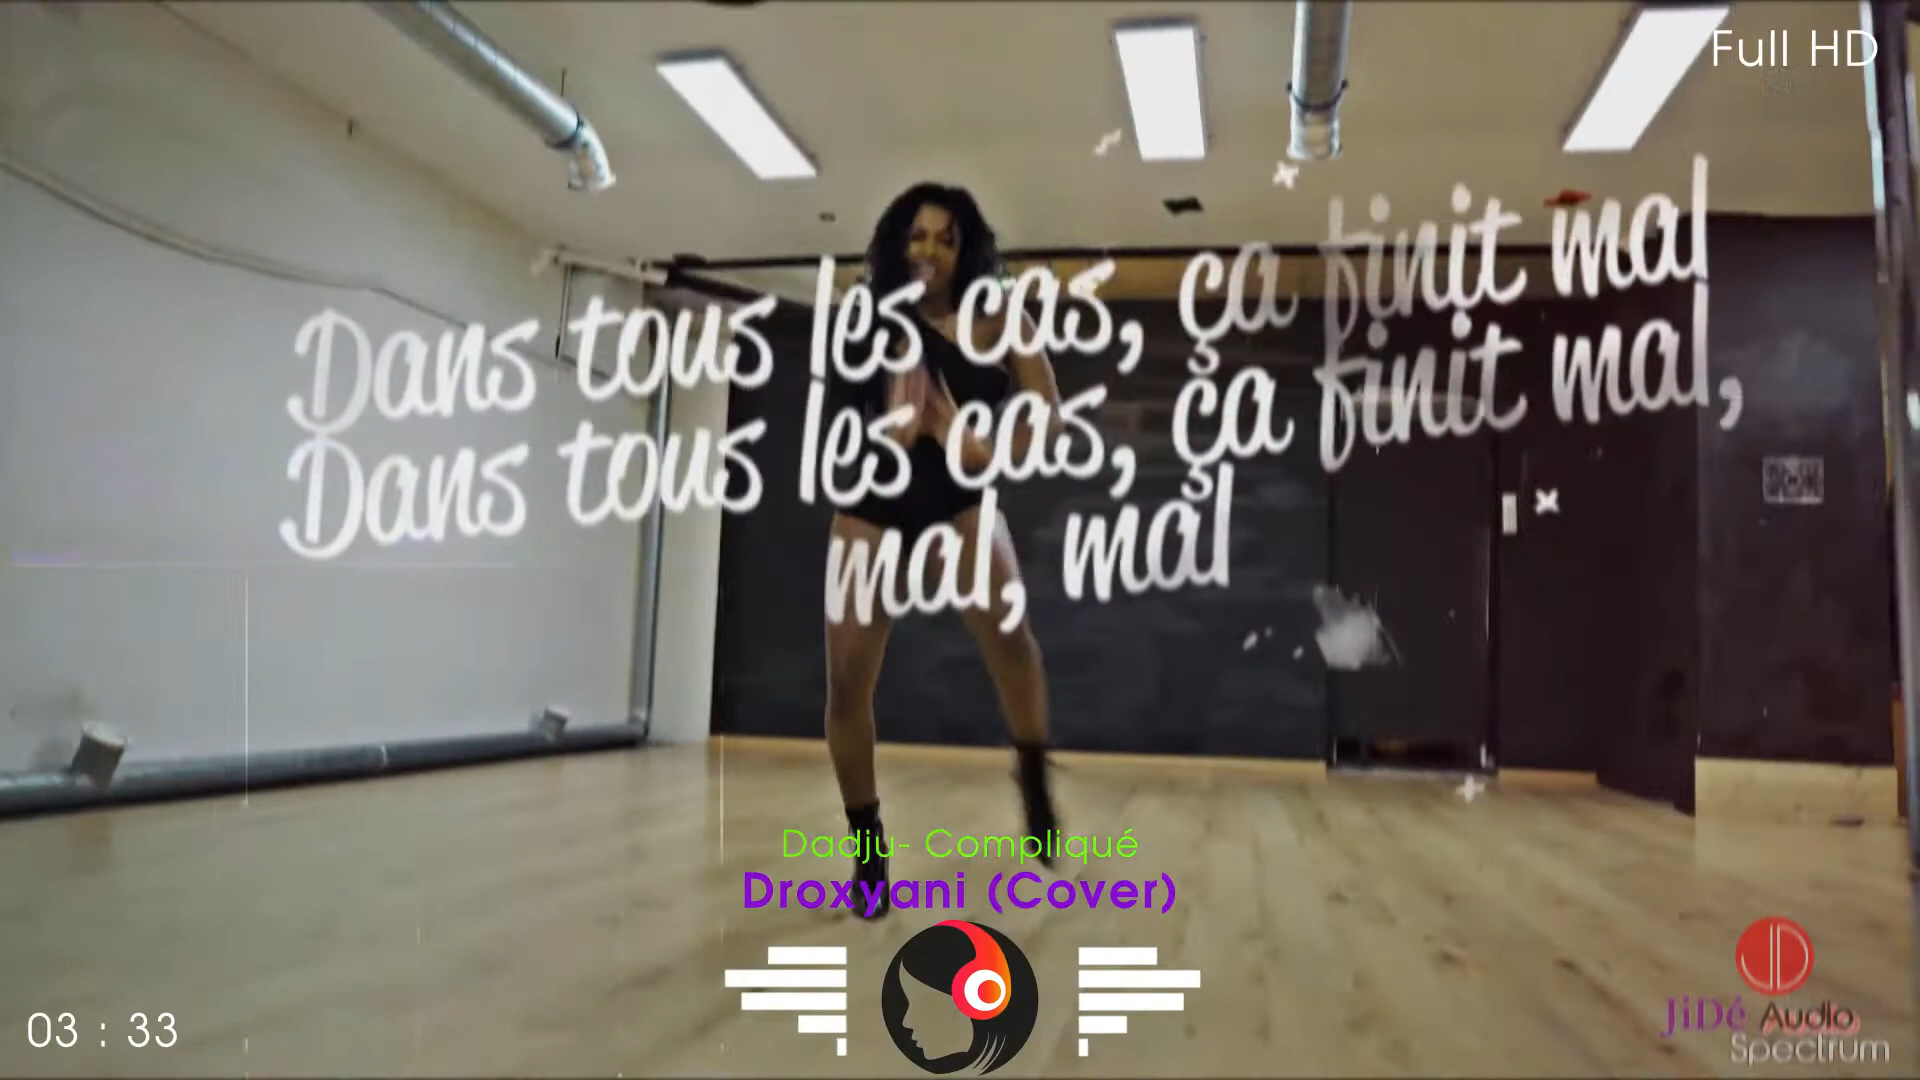 Full HD
Dans tous les cas, ça finit mal
Dans tous les cas, ça finit mal,
mal, mal
Dadju- Compliqué
Droxyani (Cover)
03 : 33
JiDé Audio
Spectrum